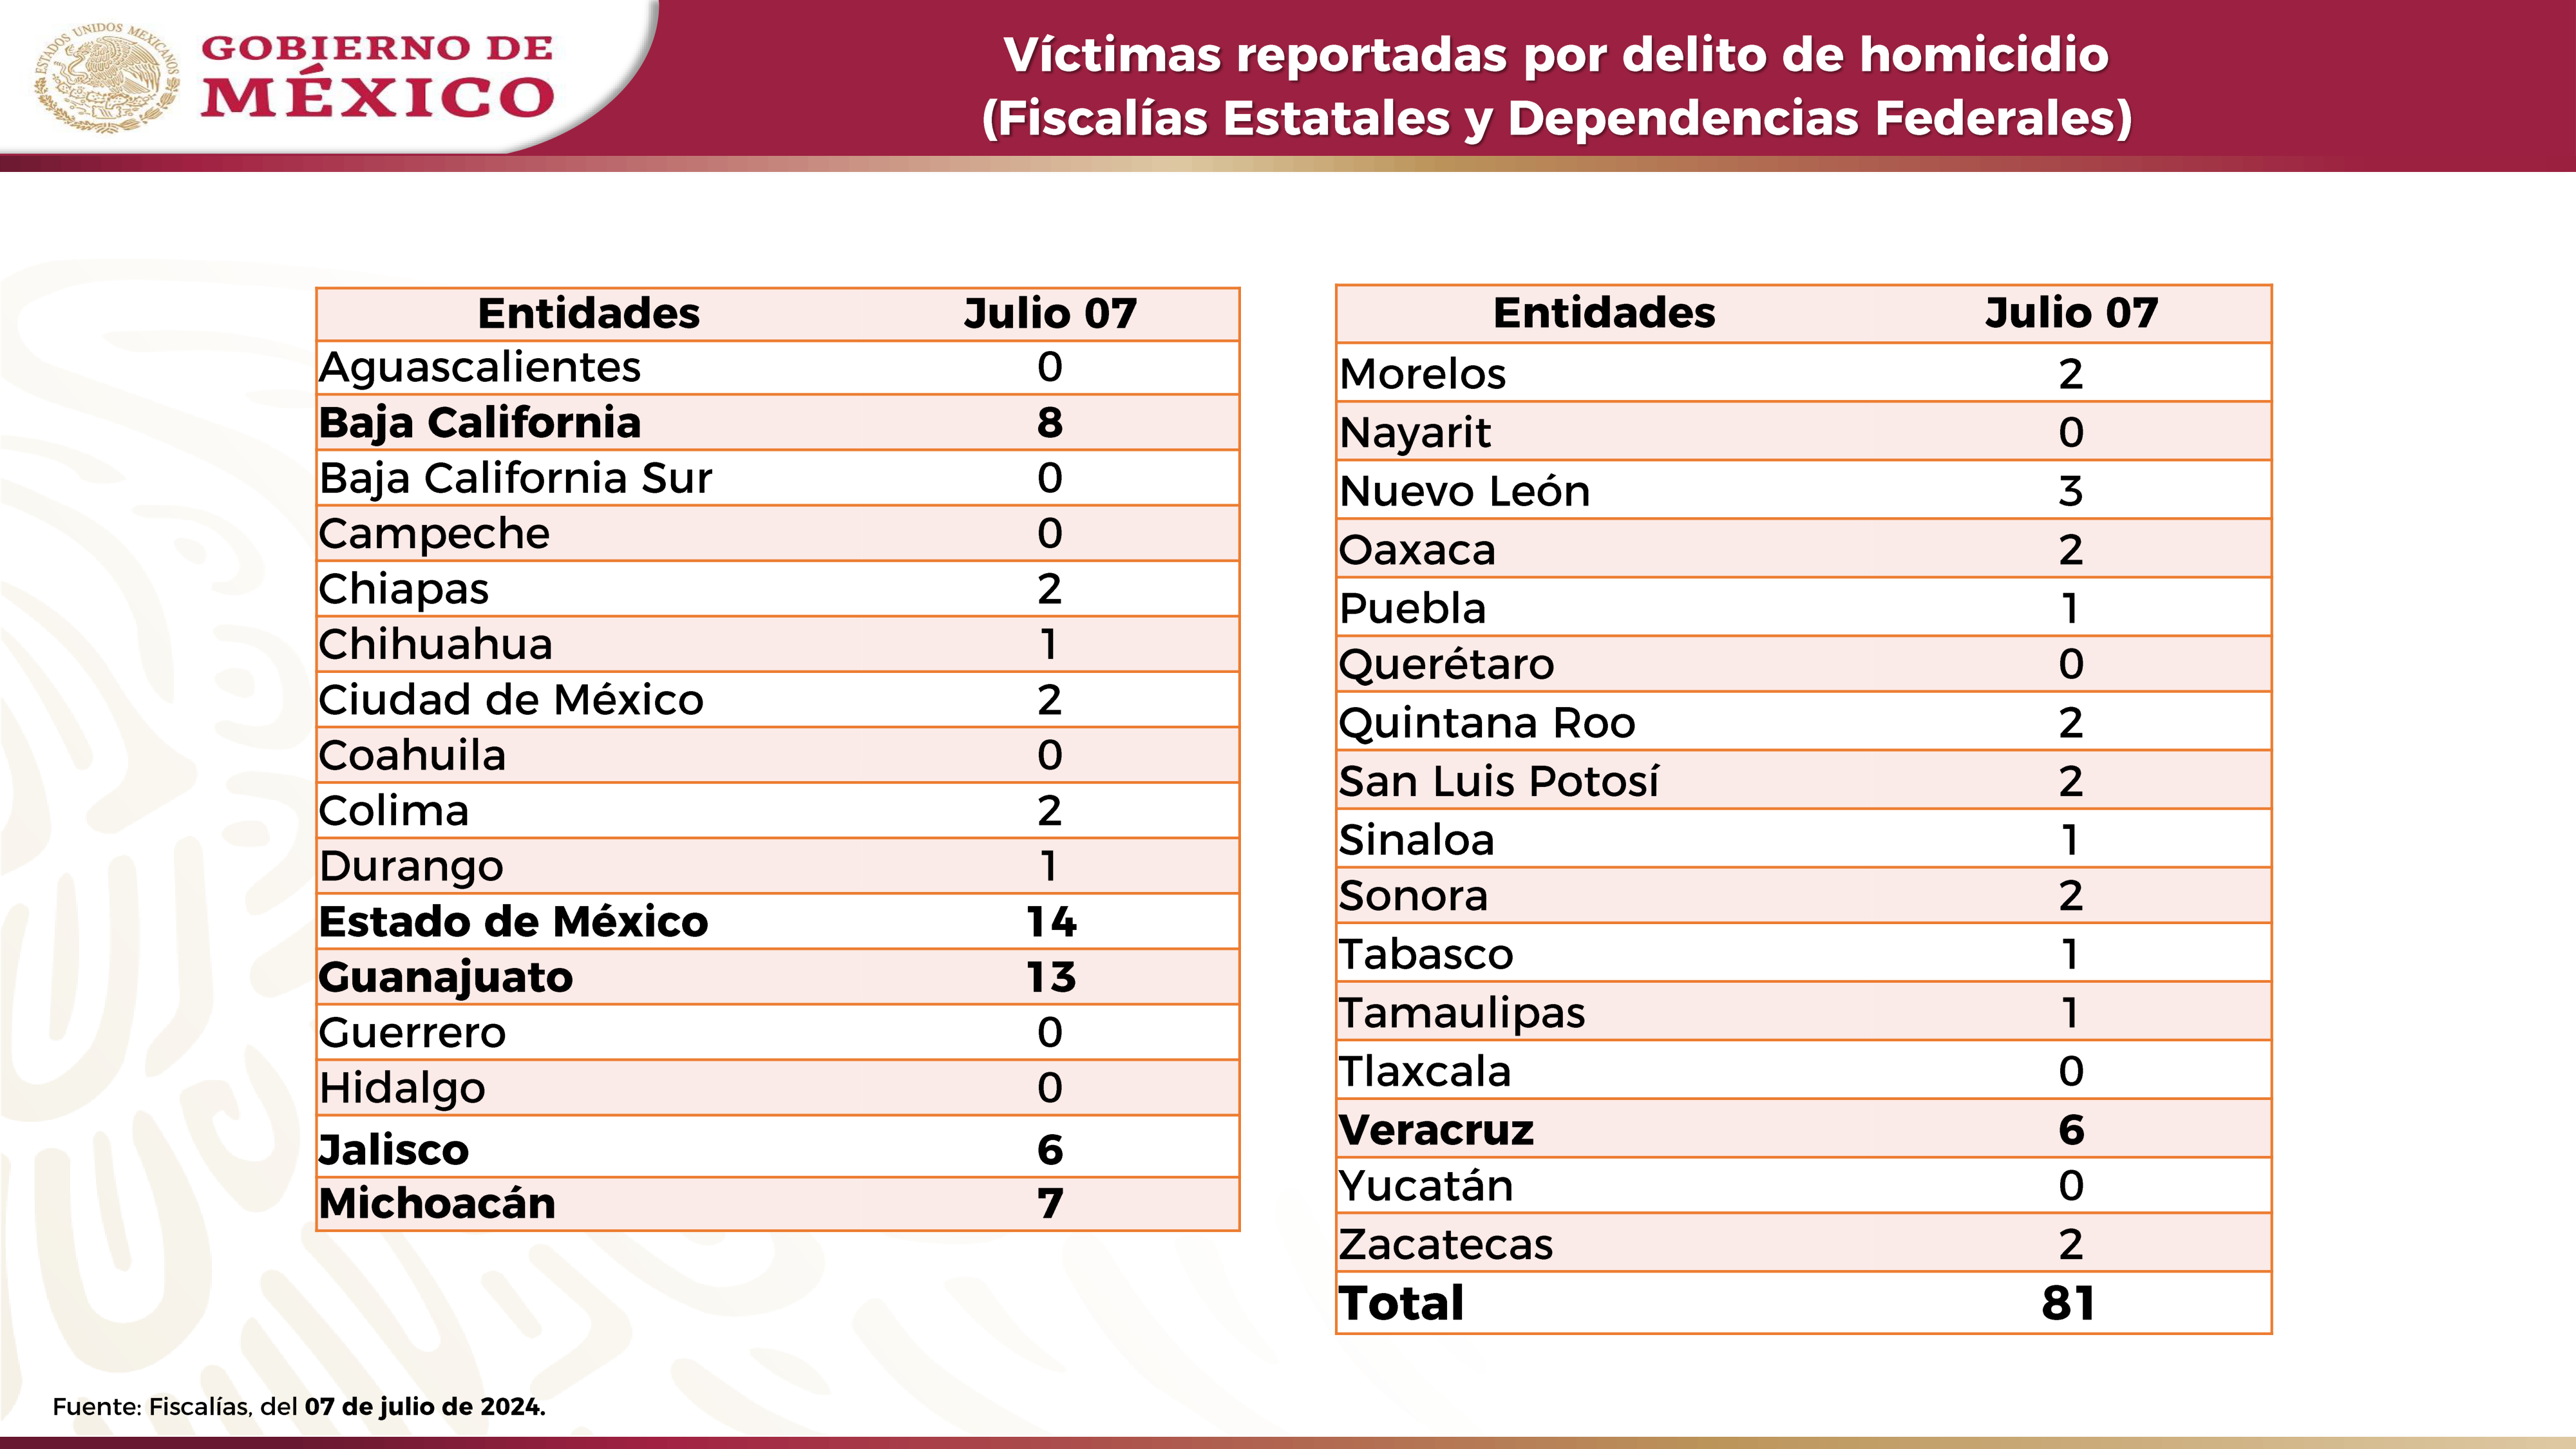 ESTADOS UNIDOS MEXICANOS
GOBIERNO DE
MÉXICO
Víctimas reportadas por delito de homicidio
(Fiscalías Estatales y Dependencias Federales)
Entidades Julio 07
Aguascalientes 0
Baja California 8
Baja California Sur 0
Campeche 0
Chiapas 2
Chihuahua 1
Ciudad de México 2
Coahuila 0
Colima 2
Durango 1
Estado de México 14
Guanajuato 13
Guerrero 0
Hidalgo 0
Jalisco 6
Michoacán 7
Entidades Julio 07
Morelos 2
Nayarit 0
Nuevo León 3
Oaxaca 2
Puebla 1
Querétaro 0
Quintana Roo 2
San Luis Potosí 2
Sinaloa 1
Sonora 2
Tabasco 1
Tamaulipas 1
Tlaxcala 0
Veracruz 6
Yucatán 0
Zacatecas 2
Total 81
Fuente: Fiscalías, del 07 de julio de 2024.